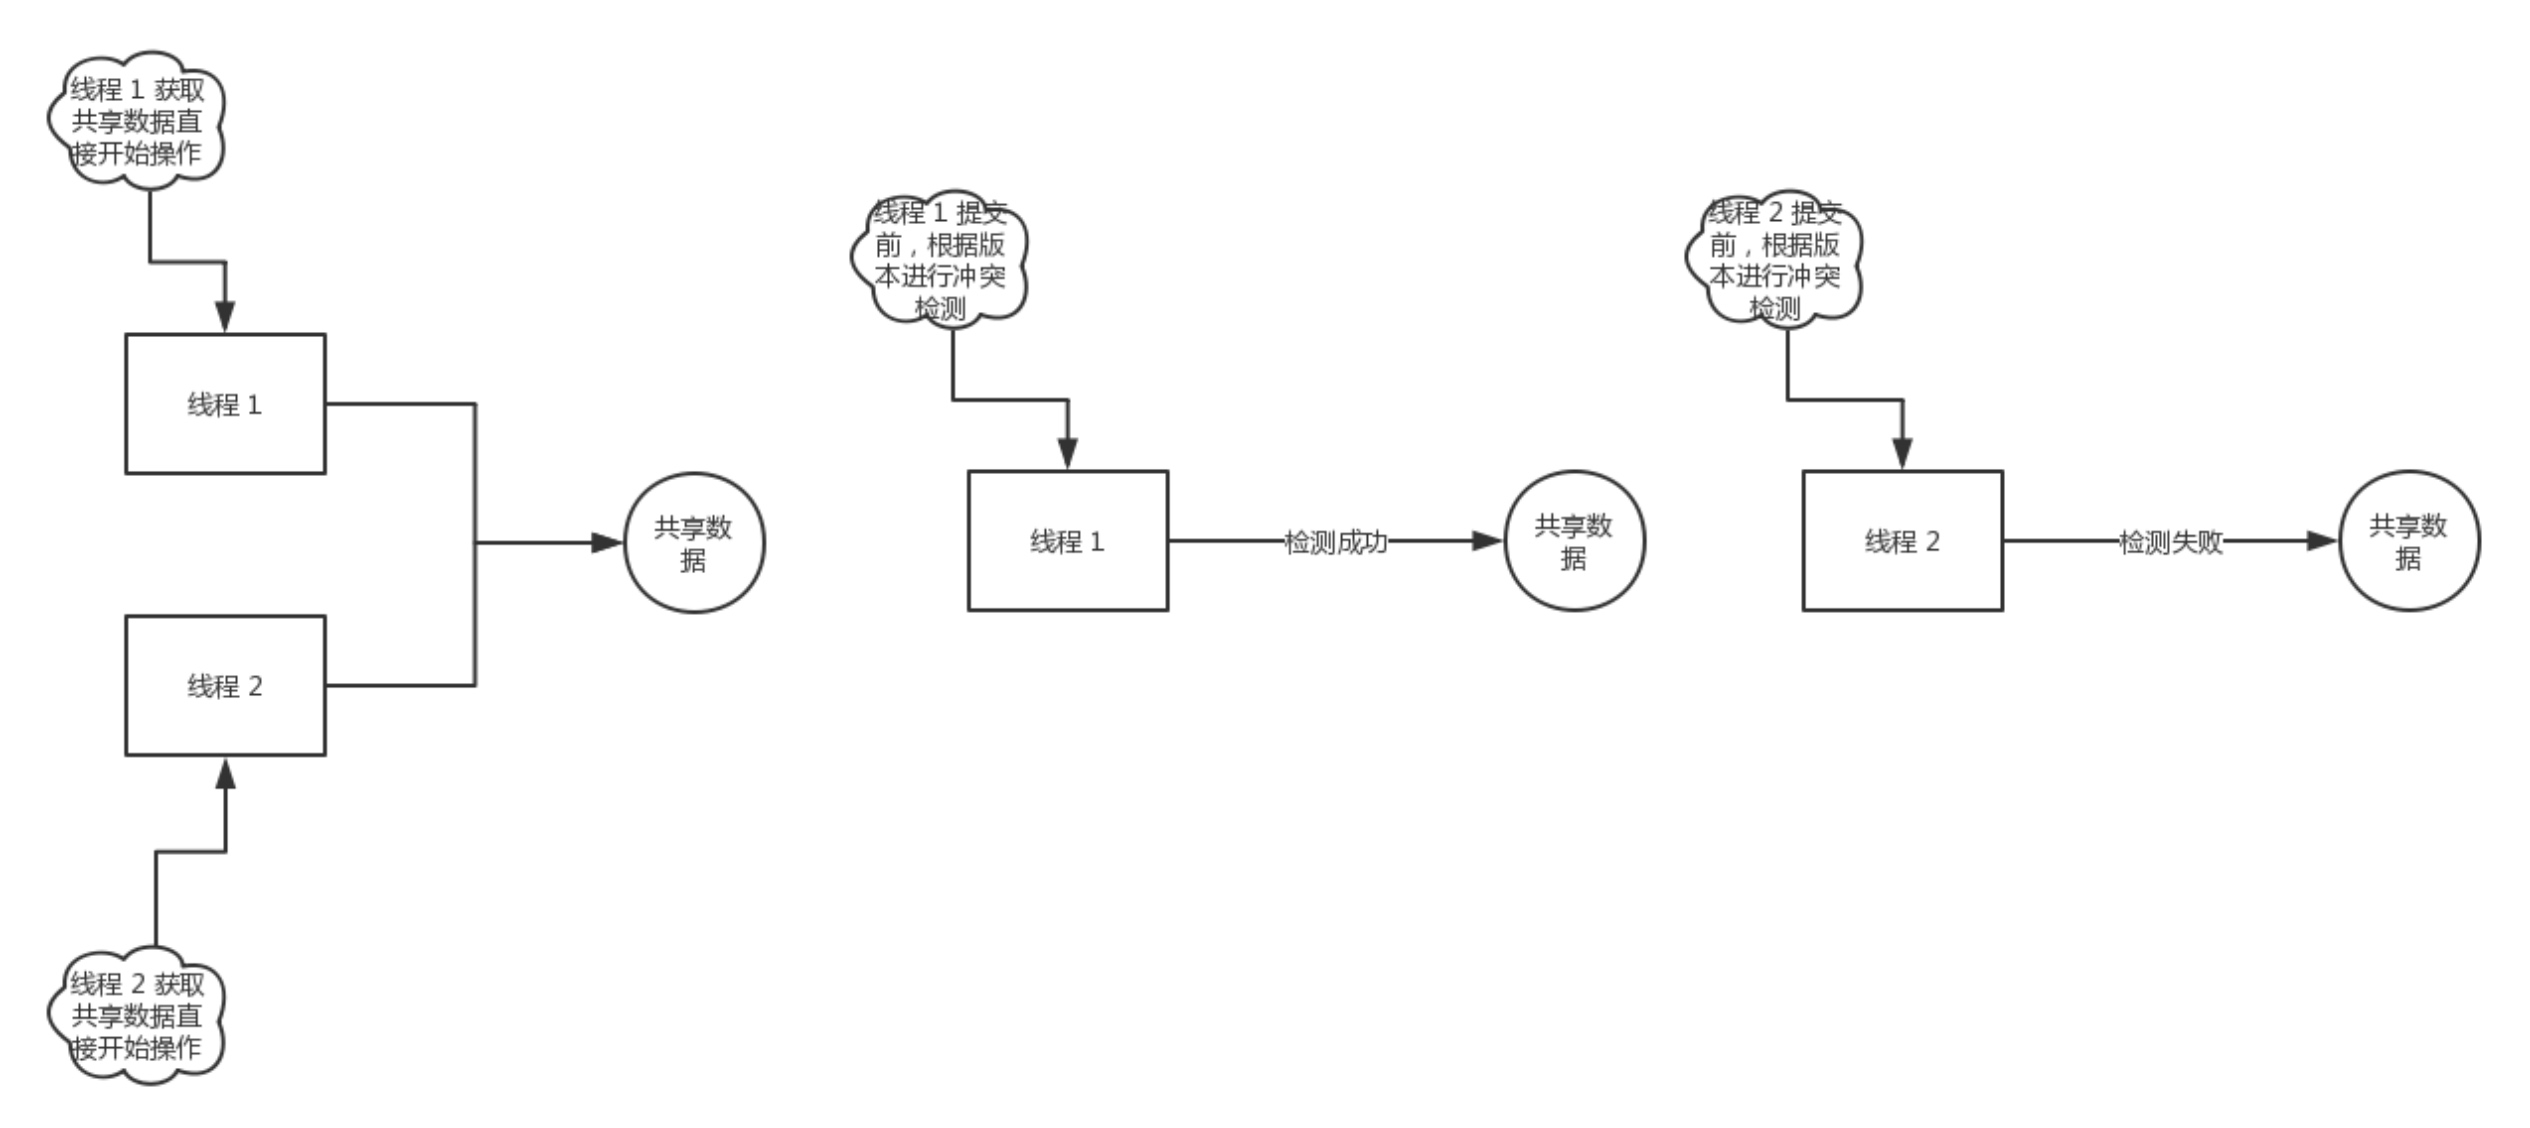 线程 1 获取
共享数据直
接开始操作
线程 1
线程 2
共享数
据
线程 2 获取
共享数据直
接开始操作
线程 1 提交
前，根据版
本进行冲突
检测
线程 1
检测成功
共享数
据
线程 2 提交
前，根据版
本进行冲突
检测
线程 2
检测失败
共享数
据